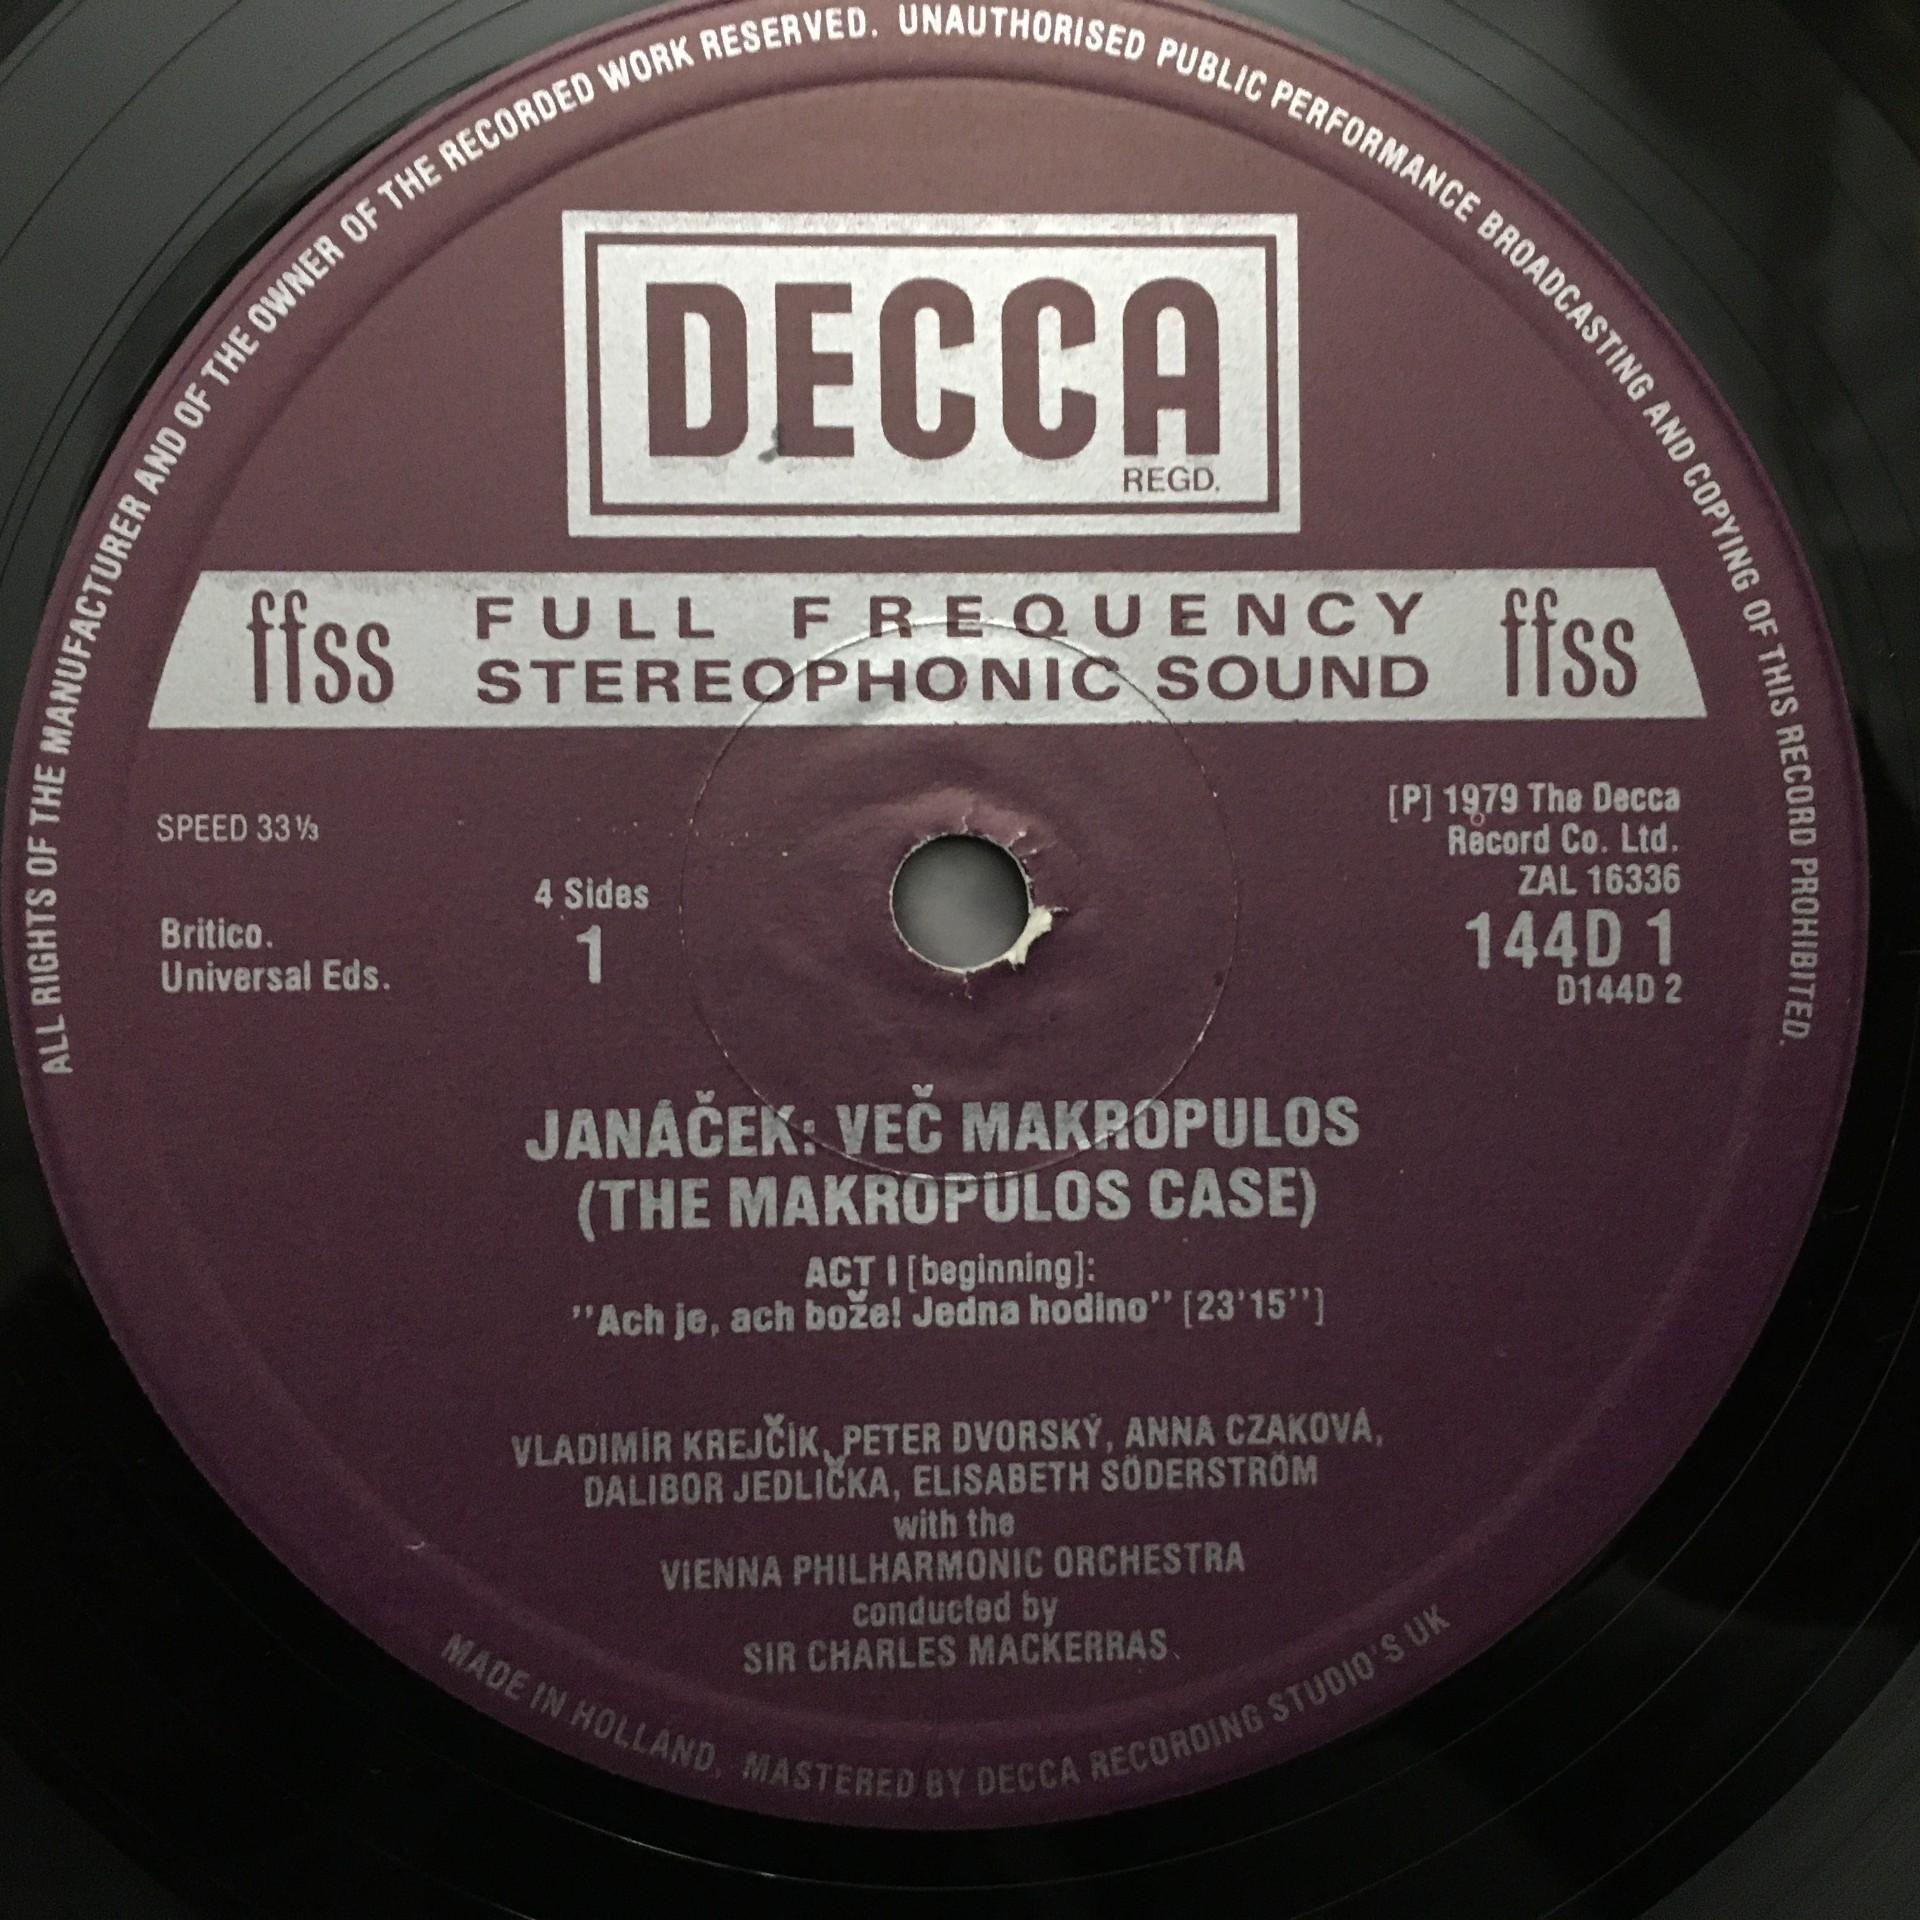 ALL RIGHTS OF THE MANUFACTURER AND OF THE OWNER OF THE RECORDED WORK RESERVED. UNAUTHORISED PUBLIC PERFORMANCE BROADCASTING AND COPYING OF THIS RECORD PROHIBITED.
DECCA
REGD.
ffss FULL FREQUENCY ffss
STEREOPHONIC SOUND
SPEED 33⅓
[P] 1979 The Decca
Record Co. Ltd.
ZAL 16336
4 Sides
1
Britico.
Universal Eds.
144D 1
D144D 2
JANÁČEK: VEČ MAKROPULOS
(THE MAKROPULOS CASE)
ACT I [beginning]:
"Ach je, ach bože! Jedna hodino" [23'15'']
VLADIMÍR KREJČÍK, PETER DVORSKÝ, ANNA CZAKOVÁ,
DALIBOR JEDLIČKA, ELISABETH SÖDERSTRÖM
with the
VIENNA PHILHARMONIC ORCHESTRA
conducted by
SIR CHARLES MACKERRAS
MADE IN HOLLAND, MASTERED BY DECCA RECORDING STUDIO'S UK